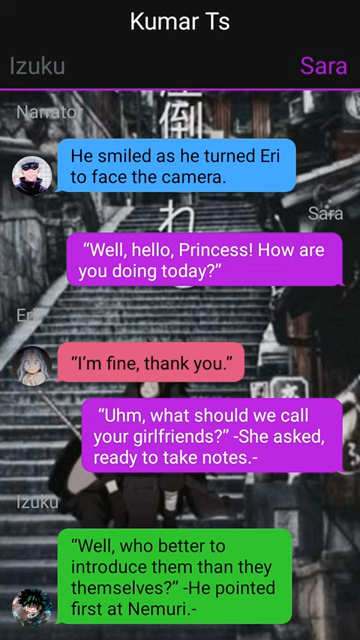 Kumar Ts
Izuku
Sara
Narrator
He smiled as he turned Eri
to face the camera.
Sara
“Well, hello, Princess! How are
you doing today?”
Eri
“I’m fine, thank you.”
“Uhm, what should we call
your girlfriends?” -She asked,
ready to take notes.-
Izuku
“Well, who better to
introduce them than they
themselves?” -He pointed
first at Nemuri.-